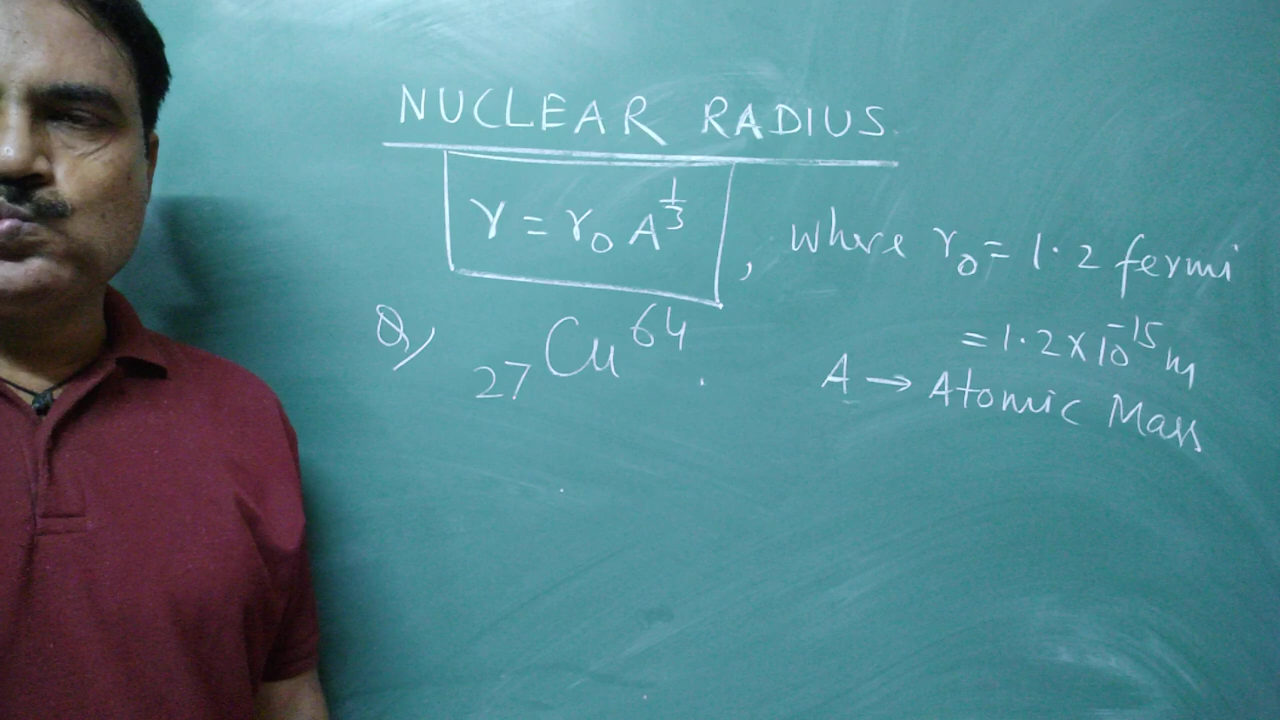 NUCLEAR RADIUS
r = r₀ A^⅓, where r₀ = 1.2 fermi
= 1.2 × 10⁻¹⁵ m
Q) ₂₇Cu⁶⁴.
A → Atomic Mass